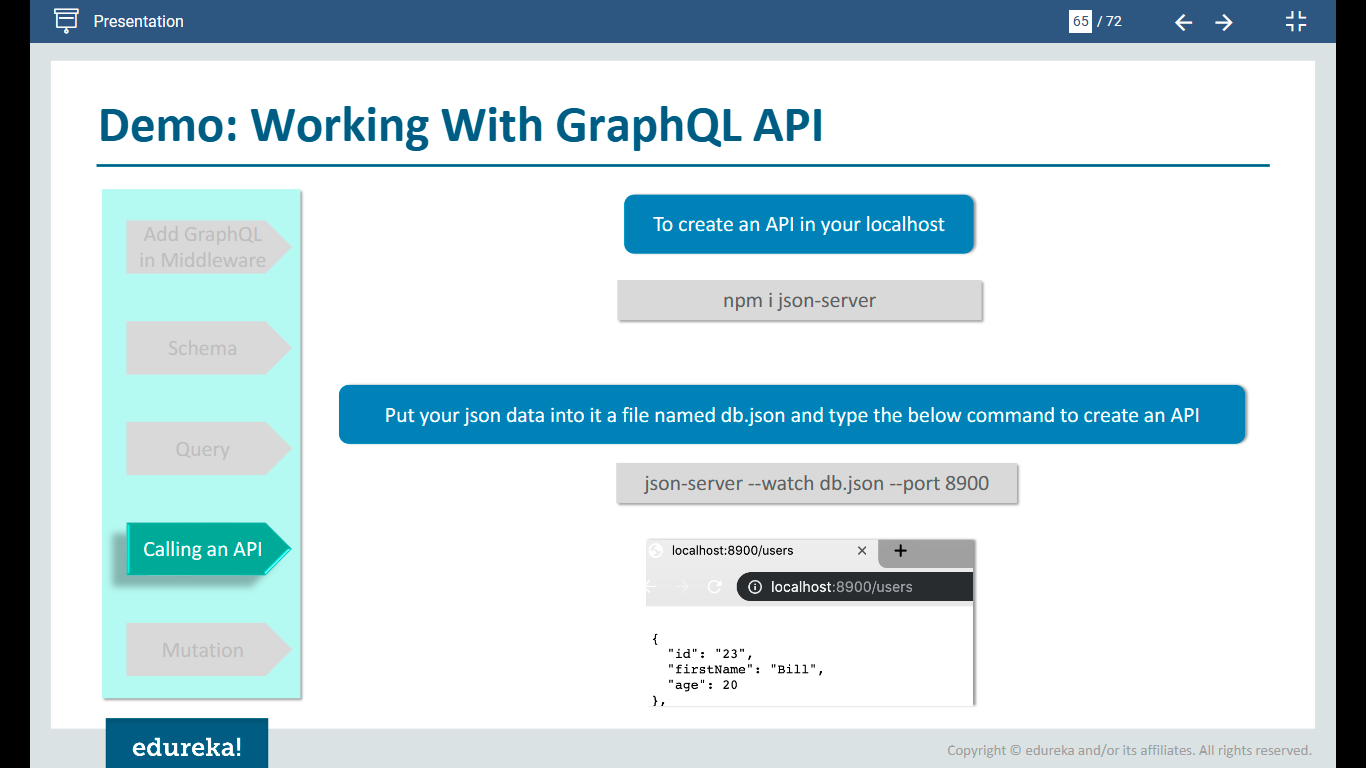 Presentation
65 / 72
Demo: Working With GraphQL API
Add GraphQL
in Middleware
Schema
Query
Calling an API
Mutation
To create an API in your localhost
npm i json-server
Put your json data into it a file named db.json and type the below command to create an API
json-server --watch db.json --port 8900
localhost:8900/users
localhost:8900/users
{
"id": "23",
"firstName": "Bill",
"age": 20
},
edureka!
Copyright © edureka and/or its affiliates. All rights reserved.